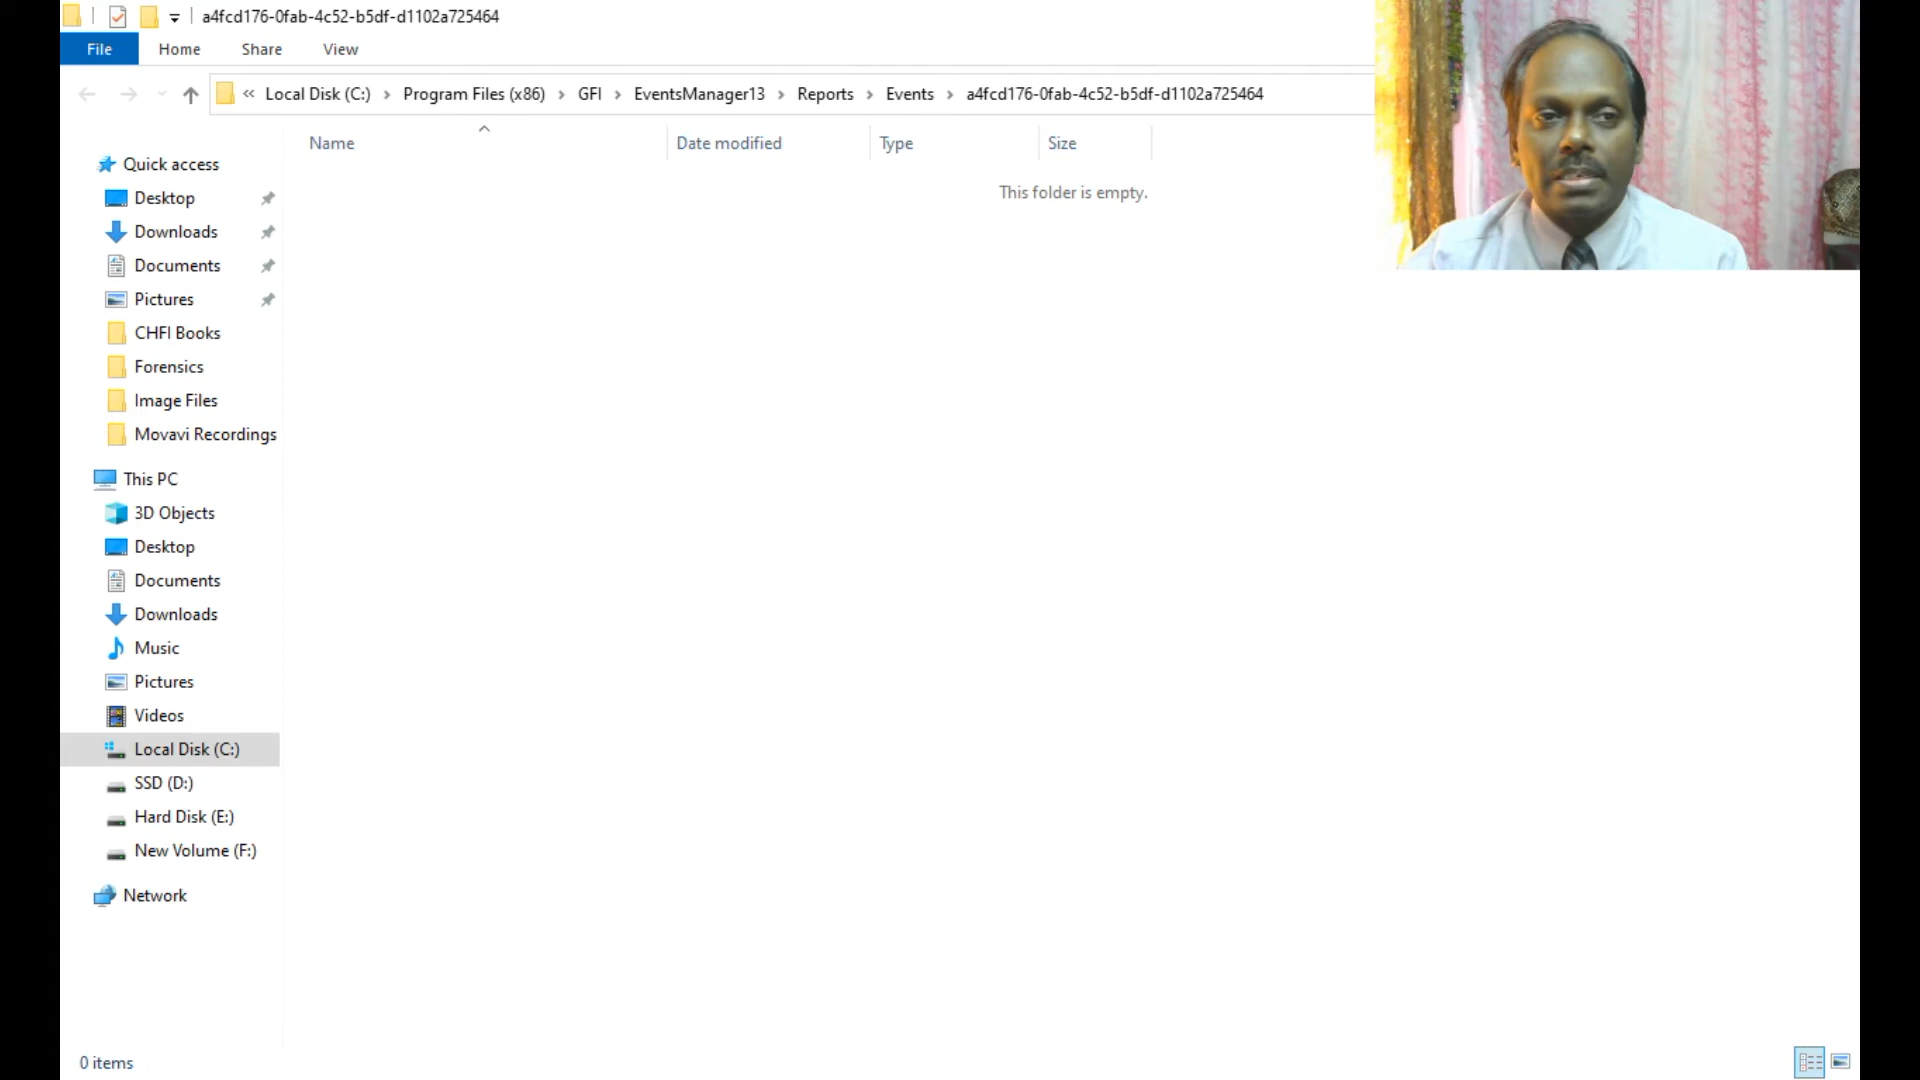 a4fcd176-0fab-4c52-b5df-d1102a725464
File Home Share View
« Local Disk (C:) > Program Files (x86) > GFI > EventsManager13 > Reports > Events > a4fcd176-0fab-4c52-b5df-d1102a725464
Name Date modified Type Size
This folder is empty.
Quick access
Desktop
Downloads
Documents
Pictures
CHFI Books
Forensics
Image Files
Movavi Recordings
This PC
3D Objects
Desktop
Documents
Downloads
Music
Pictures
Videos
Local Disk (C:)
SSD (D:)
Hard Disk (E:)
New Volume (F:)
Network
0 items